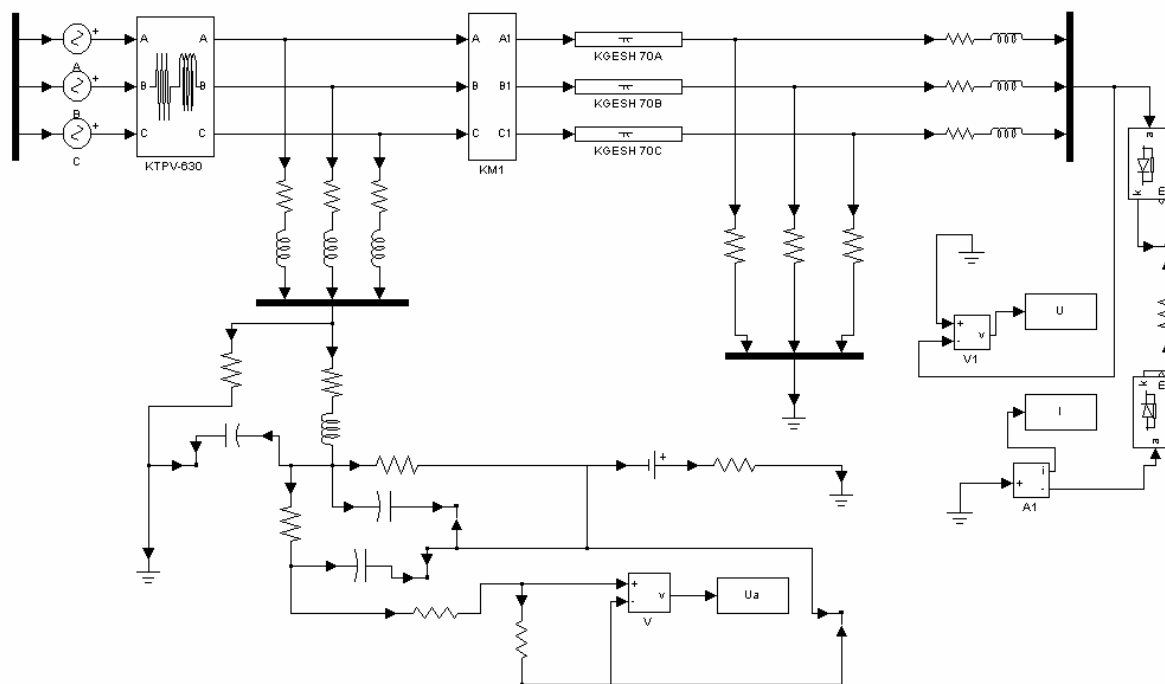 +
A
A
A
A
A1
KGESH 70A
A
+
B
B
B
B1
KGESH 70B
B
+
C
C
C
C1
KGESH 70C
C
KTPV-630
KM1
a
k
m
+
-
v
U
V1
k
m
a
I
+
i
-
A1
+
+
-
v
Ua
V